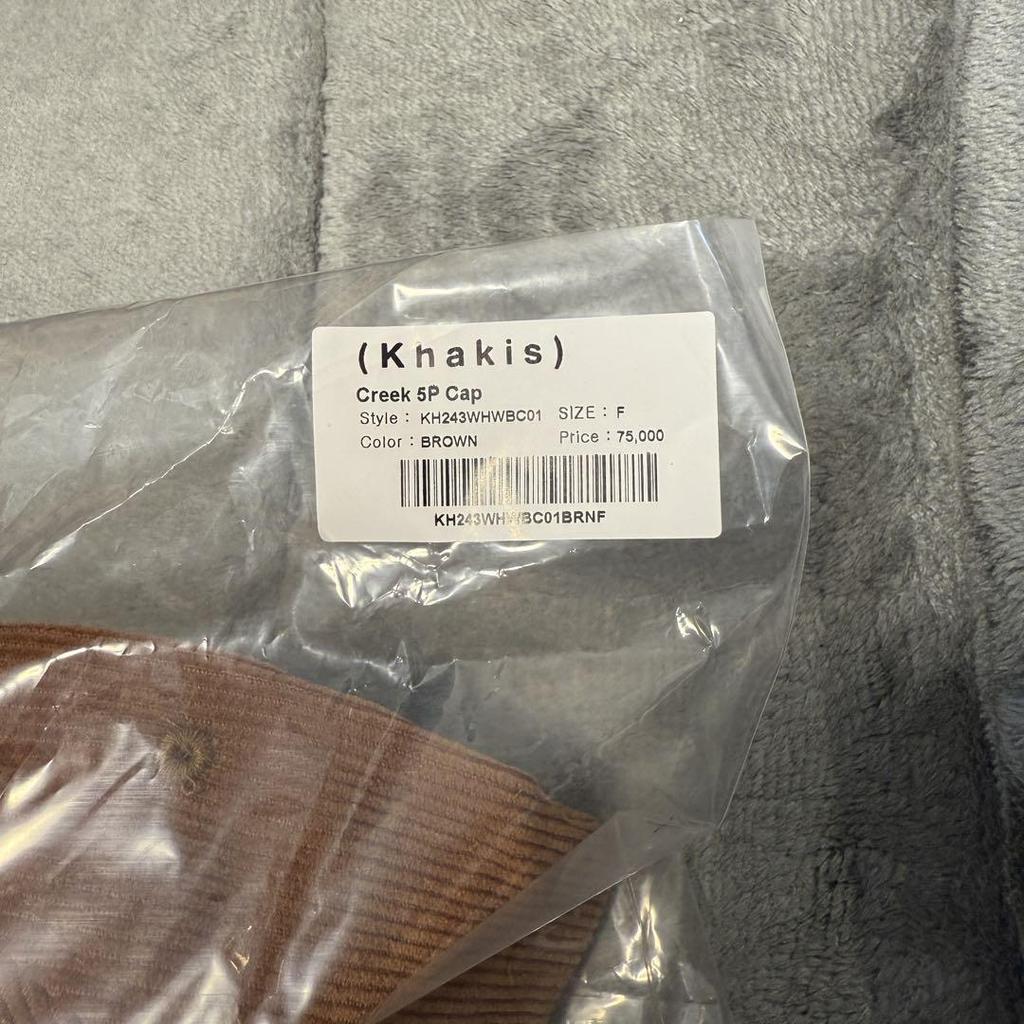 (Khakis)
Creek 5P Cap
Style : KH243WHWBC01 SIZE : F
Color : BROWN Price : 75,000
KH243WHWBC01BRNF